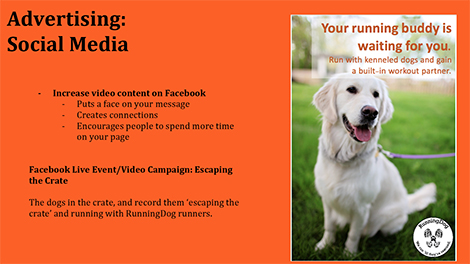 Advertising:
Social Media
- Increase video content on Facebook
- Puts a face on your message
- Creates connections
- Encourages people to spend more time
on your page
Facebook Live Event/Video Campaign: Escaping
the Crate
The dogs in the crate, and record them ‘escaping the
crate’ and running with RunningDog runners.
Your running buddy is
waiting for you.
Run with kenneled dogs and gain
a built-in workout partner.
RunningDog